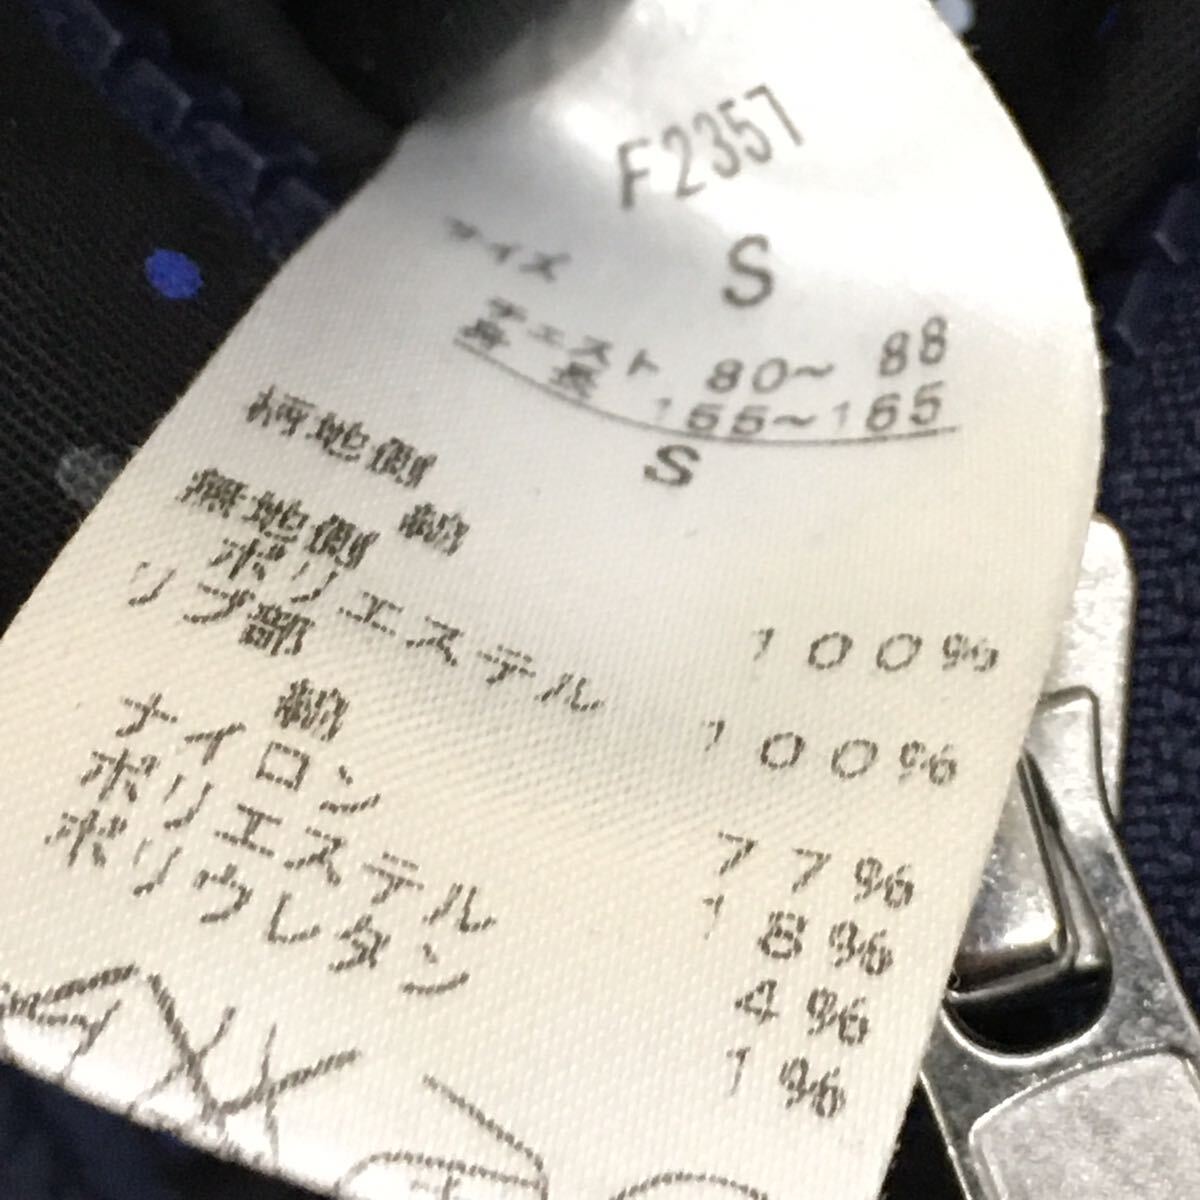 F2357
サイズ S
チェスト 80～ 88
身 長 155～165
S
柄地側
綿 100%
無地側
ポリエステル 100%
リブ部
綿 77%
ナイロン 18%
ポリエステル 4%
ポリウレタン 1%